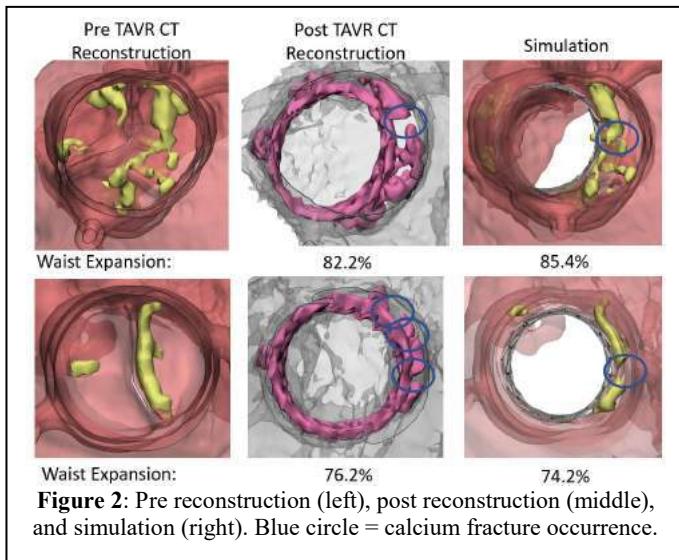 Pre TAVR CT
Reconstruction
Post TAVR CT
Reconstruction
Simulation
Waist Expansion:
82.2%
85.4%
Waist Expansion:
76.2%
74.2%
Figure 2: Pre reconstruction (left), post reconstruction (middle),
and simulation (right). Blue circle = calcium fracture occurrence.